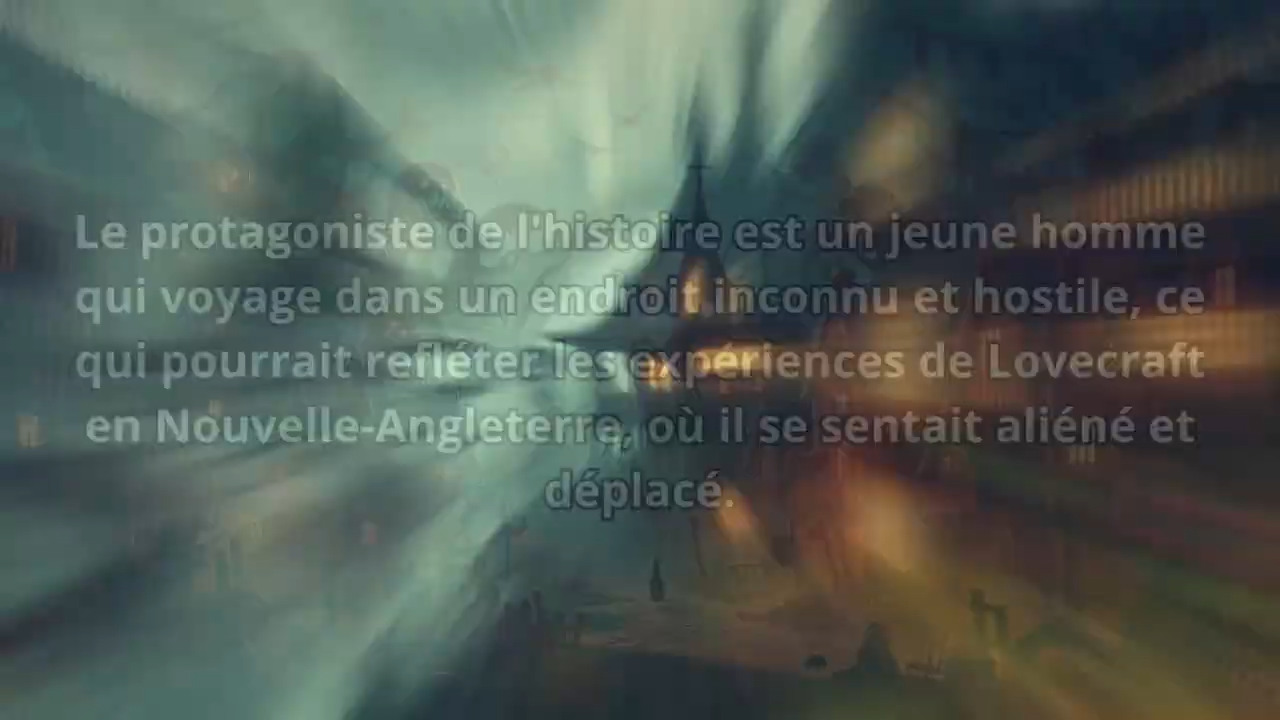 Le protagoniste de l'histoire est un jeune homme
qui voyage dans un endroit inconnu et hostile, ce
qui pourrait refléter les expériences de Lovecraft
en Nouvelle-Angleterre, où il se sentait aliéné et
déplacé.